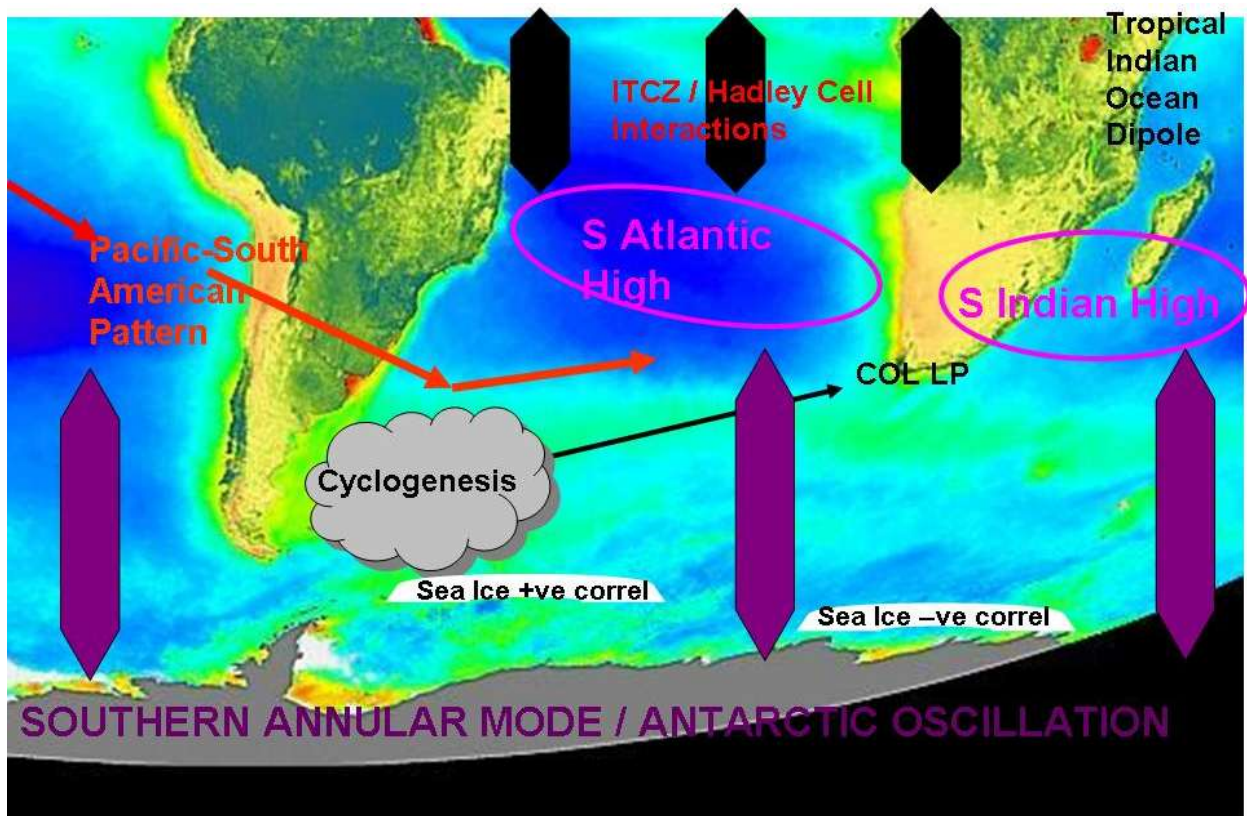 Tropical
Indian
Ocean
Dipole
ITCZ / Hadley Cell
Interactions
S Atlantic
High
Pacific-South
American
Pattern
S Indian High
COL LP
Cyclogenesis
Sea Ice +ve correl
Sea Ice –ve correl
SOUTHERN ANNULAR MODE / ANTARCTIC OSCILLATION